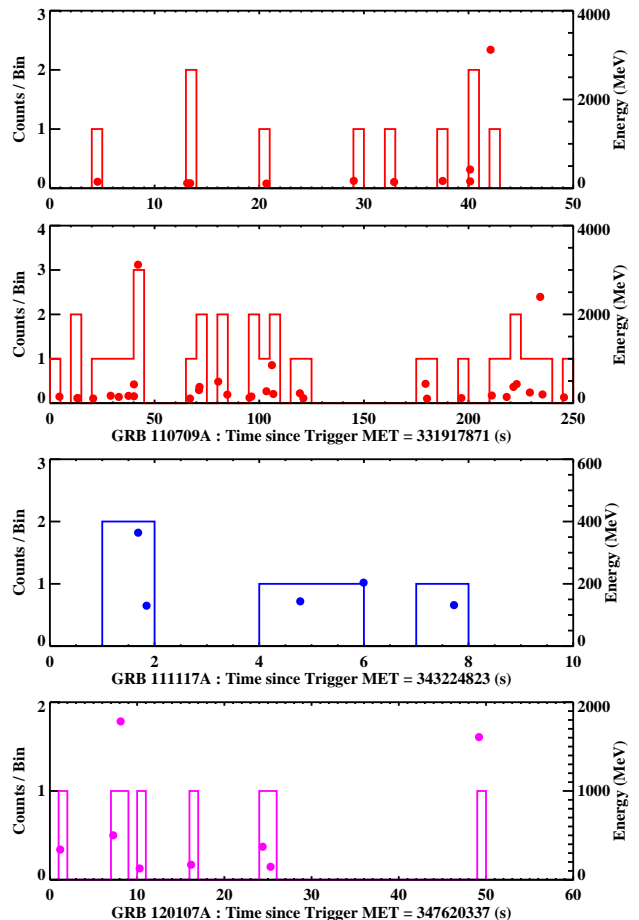 3
2
1
0
Counts / Bin
4000
2000
0
Energy (MeV)
0 10 20 30 40 50
4
3
2
1
0
Counts / Bin
4000
2000
0
Energy (MeV)
0 50 100 150 200 250
GRB 110709A : Time since Trigger MET = 331917871 (s)
3
2
1
0
Counts / Bin
600
400
200
0
Energy (MeV)
0 2 4 6 8 10
GRB 111117A : Time since Trigger MET = 343224823 (s)
2
1
0
Counts / Bin
2000
1000
0
Energy (MeV)
0 10 20 30 40 50 60
GRB 120107A : Time since Trigger MET = 347620337 (s)